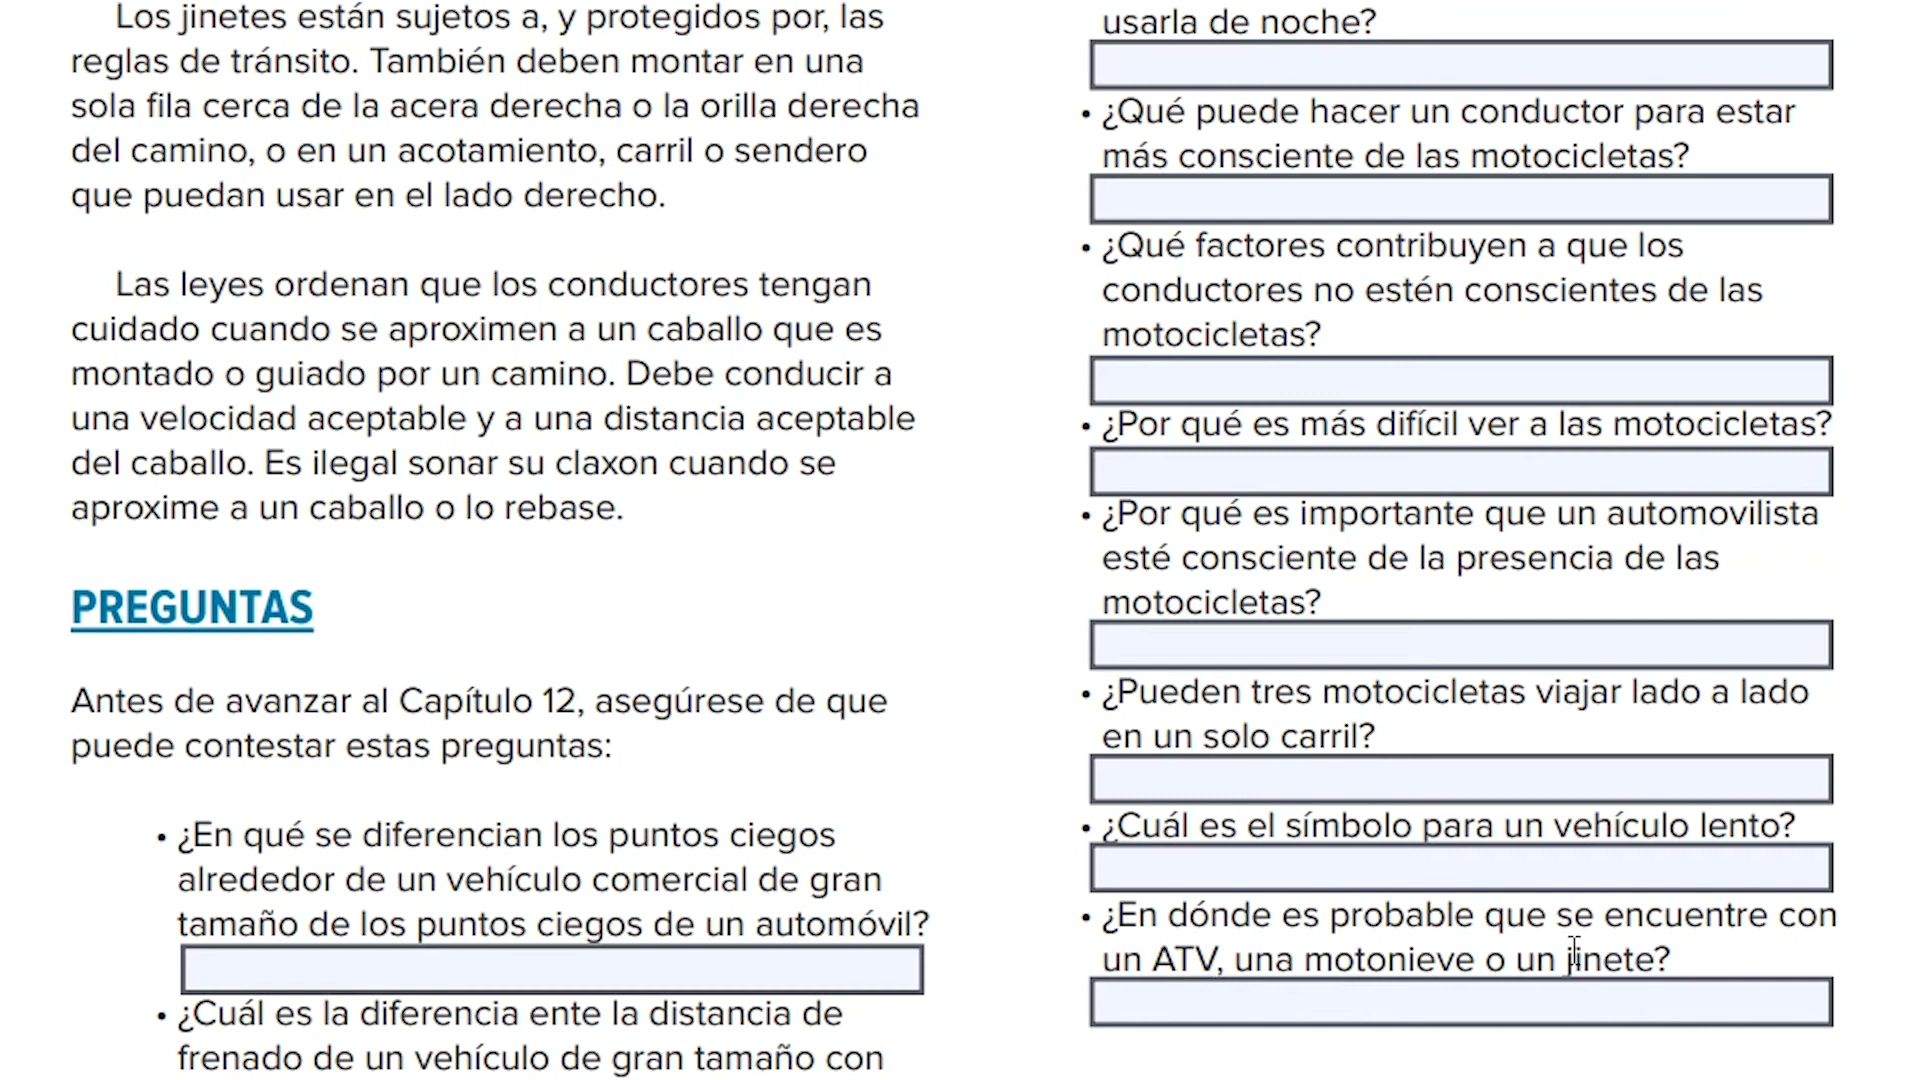 Los jinetes están sujetos a, y protegidos por, las
reglas de tránsito. También deben montar en una
sola fila cerca de la acera derecha o la orilla derecha
del camino, o en un acotamiento, carril o sendero
que puedan usar en el lado derecho.
Las leyes ordenan que los conductores tengan
cuidado cuando se aproximen a un caballo que es
montado o guiado por un camino. Debe conducir a
una velocidad aceptable y a una distancia aceptable
del caballo. Es ilegal sonar su claxon cuando se
aproxime a un caballo o lo rebase.
PREGUNTAS
Antes de avanzar al Capítulo 12, asegúrese de que
puede contestar estas preguntas:
• ¿En qué se diferencian los puntos ciegos
alrededor de un vehículo comercial de gran
tamaño de los puntos ciegos de un automóvil?
• ¿Cuál es la diferencia ente la distancia de
frenado de un vehículo de gran tamaño con
usarla de noche?
• ¿Qué puede hacer un conductor para estar
más consciente de las motocicletas?
• ¿Qué factores contribuyen a que los
conductores no estén conscientes de las
motocicletas?
• ¿Por qué es más difícil ver a las motocicletas?
• ¿Por qué es importante que un automovilista
esté consciente de la presencia de las
motocicletas?
• ¿Pueden tres motocicletas viajar lado a lado
en un solo carril?
• ¿Cuál es el símbolo para un vehículo lento?
• ¿En dónde es probable que se encuentre con
un ATV, una motonieve o un jinete?